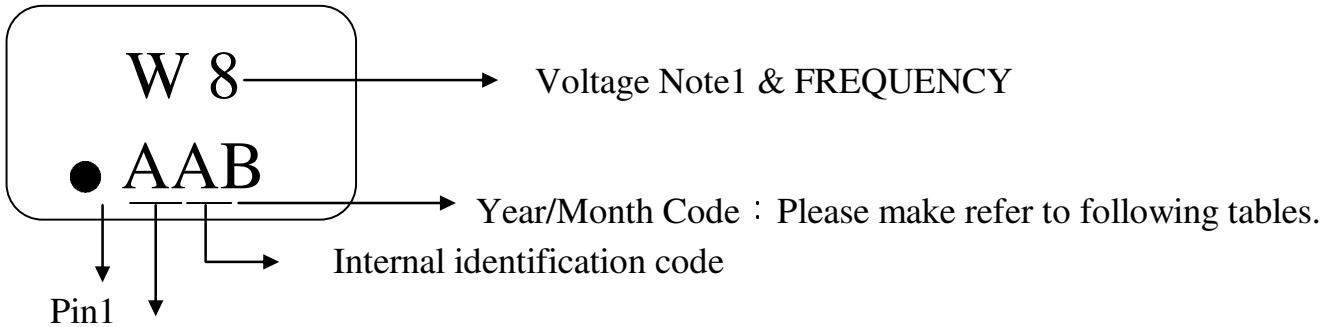 W 8
Voltage Note1 & FREQUENCY
AAB
Year/Month Code：Please make refer to following tables.
Internal identification code
Pin1